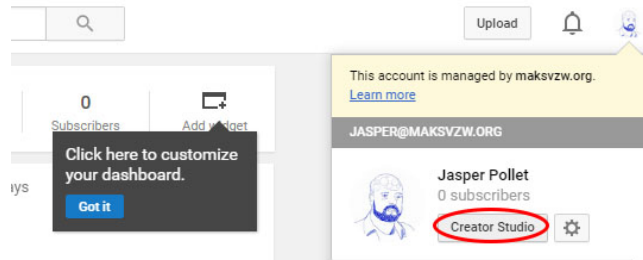 Upload
This account is managed by maksvzw.org.
Learn more
0
Subscribers
Add widget
JASPER@MAKSVZW.ORG
Click here to customize
your dashboard.
Got it
Jasper Pollet
0 subscribers
Creator Studio